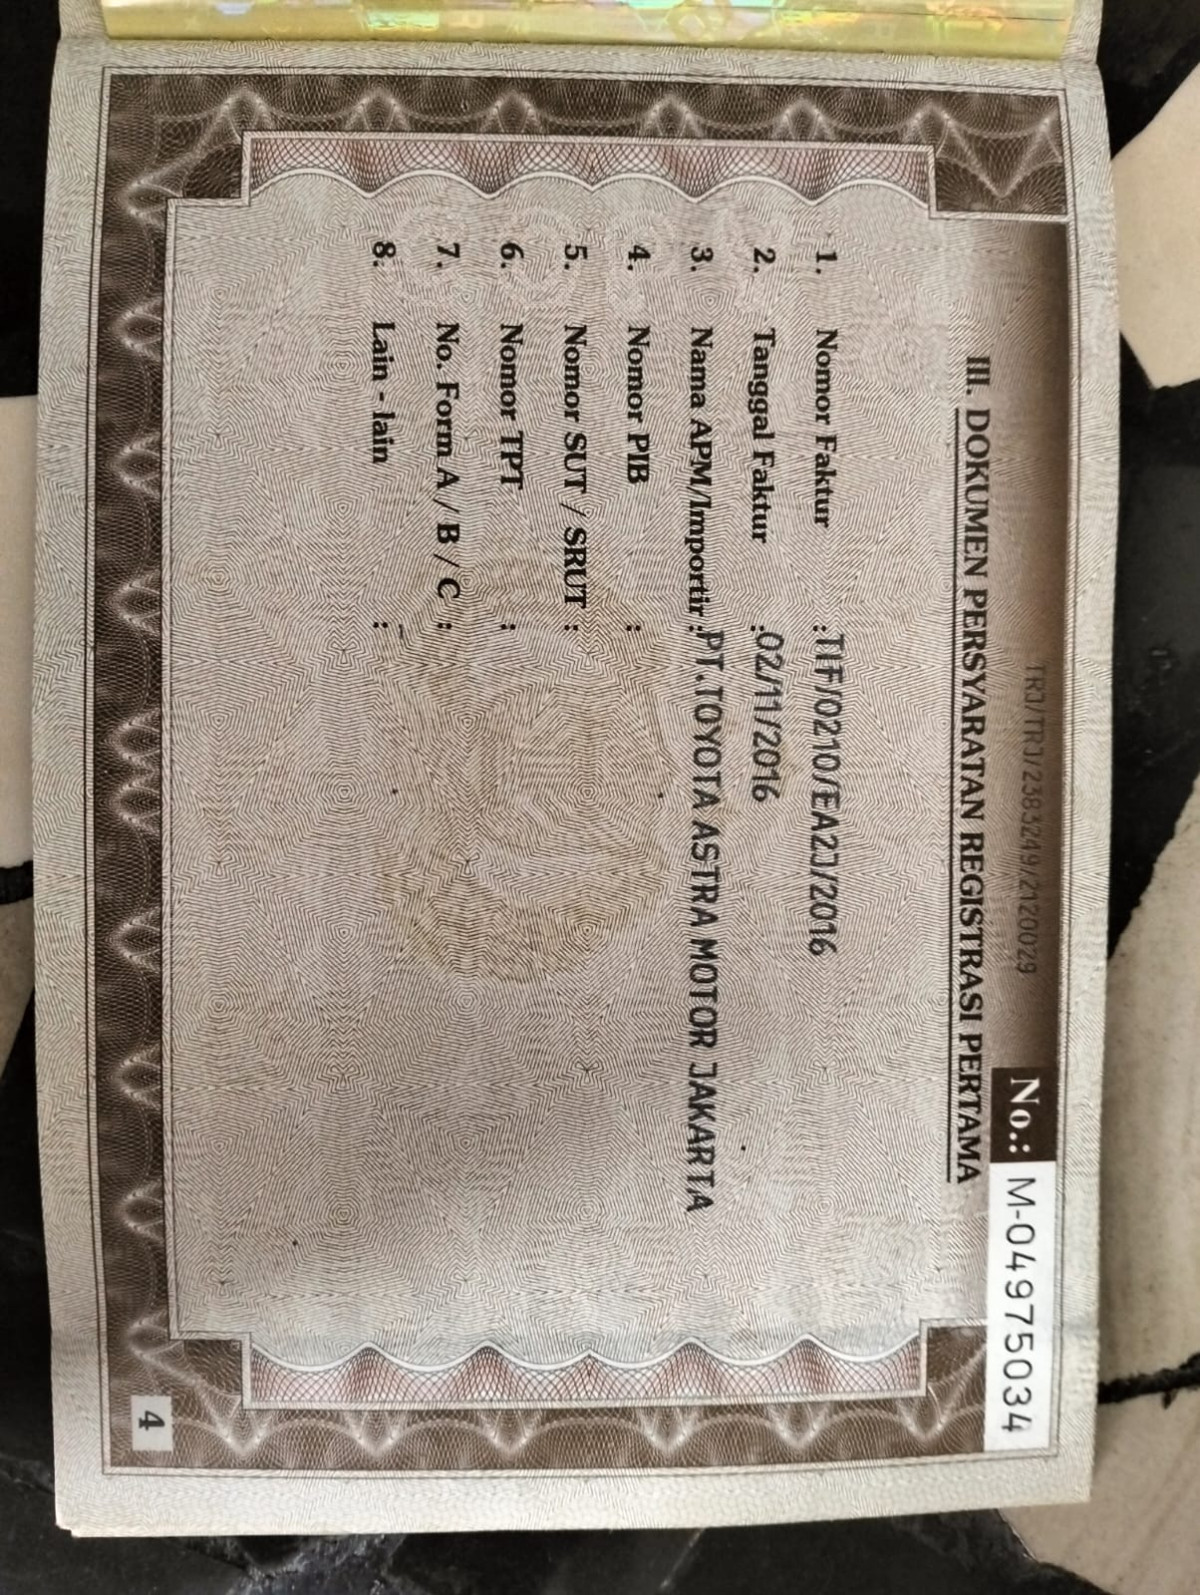 TRJ/TRJ/2383249/2120029
No.: M-04975034
III. DOKUMEN PERSYARATAN REGISTRASI PERTAMA
1. Nomor Faktur : TIF/0210/EA2J/2016
2. Tanggal Faktur : 02/11/2016
3. Nama APM/Importir : PT.TOYOTA ASTRA MOTOR JAKARTA
4. Nomor PIB :
5. Nomor SUT / SRUT :
6. Nomor TPT :
7. No. Form A / B / C :
8. Lain - lain :
4